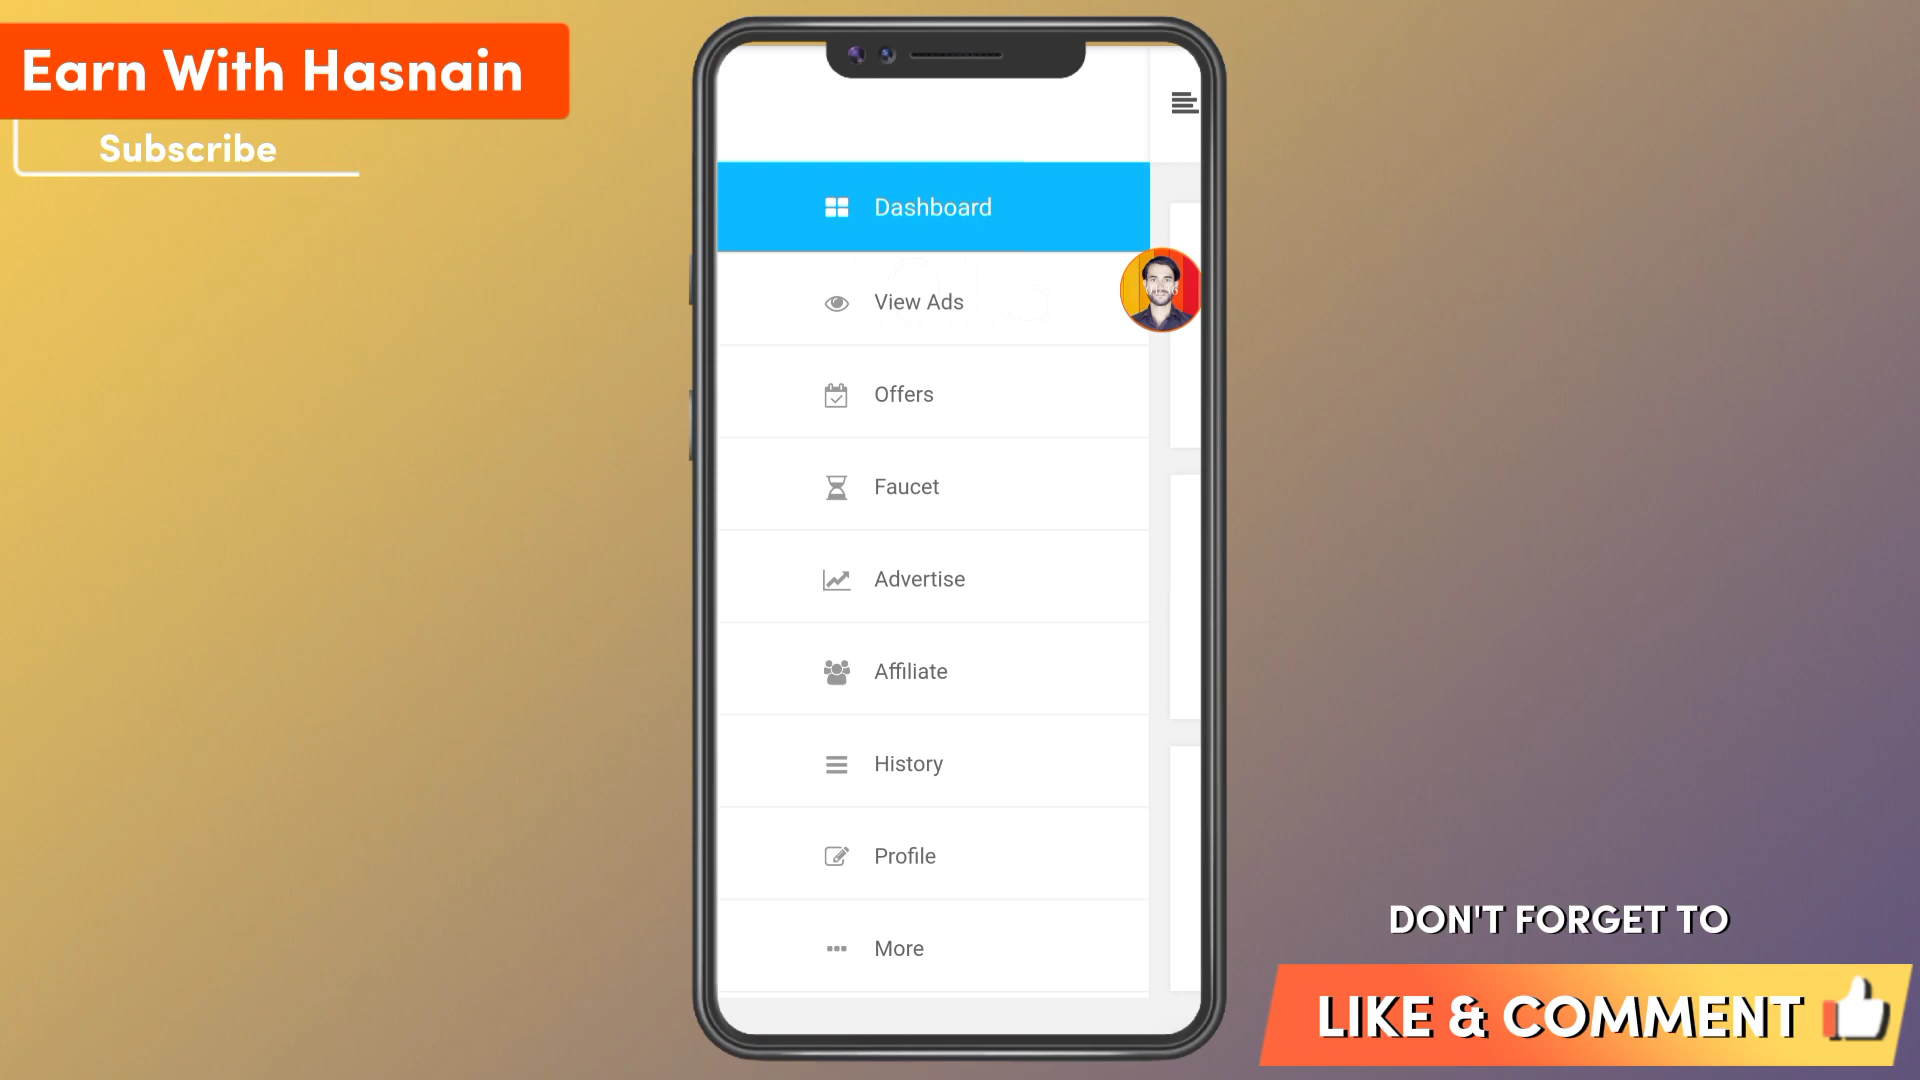 Earn With Hasnain
Subscribe
Dashboard
View Ads
Offers
Faucet
Advertise
Affiliate
History
Profile
More
DON'T FORGET TO
LIKE & COMMENT